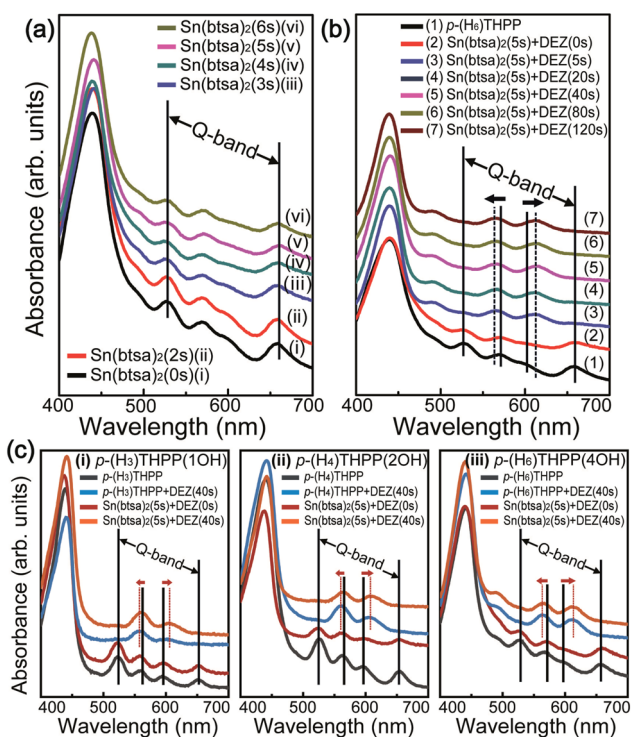 (a)
Sn(btsa)₂(6s)(vi)
Sn(btsa)₂(5s)(v)
Sn(btsa)₂(4s)(iv)
Sn(btsa)₂(3s)(iii)
Q-band
(vi)
(v)
(iv)
(iii)
(ii)
(i)
Sn(btsa)₂(2s)(ii)
Sn(btsa)₂(0s)(i)
Absorbance (arb. units)
400 500 600 700
Wavelength (nm)
(b)
(1) p-(H₆)THPP
(2) Sn(btsa)₂(5s)+DEZ(0s)
(3) Sn(btsa)₂(5s)+DEZ(5s)
(4) Sn(btsa)₂(5s)+DEZ(20s)
(5) Sn(btsa)₂(5s)+DEZ(40s)
(6) Sn(btsa)₂(5s)+DEZ(80s)
(7) Sn(btsa)₂(5s)+DEZ(120s)
Q-band
(7)
(6)
(5)
(4)
(3)
(2)
(1)
400 500 600 700
Wavelength (nm)
(c)
(i) p-(H₃)THPP(1OH)
p-(H₃)THPP
p-(H₃)THPP+DEZ(40s)
Sn(btsa)₂(5s)+DEZ(0s)
Sn(btsa)₂(5s)+DEZ(40s)
Q-band
Absorbance (arb. units)
400 500 600 700
Wavelength (nm)
(ii) p-(H₄)THPP(2OH)
p-(H₄)THPP
p-(H₄)THPP+DEZ(40s)
Sn(btsa)₂(5s)+DEZ(0s)
Sn(btsa)₂(5s)+DEZ(40s)
Q-band
400 500 600 700
Wavelength (nm)
(iii) p-(H₆)THPP(4OH)
p-(H₆)THPP
p-(H₆)THPP+DEZ(40s)
Sn(btsa)₂(5s)+DEZ(0s)
Sn(btsa)₂(5s)+DEZ(40s)
Q-band
400 500 600 700
Wavelength (nm)